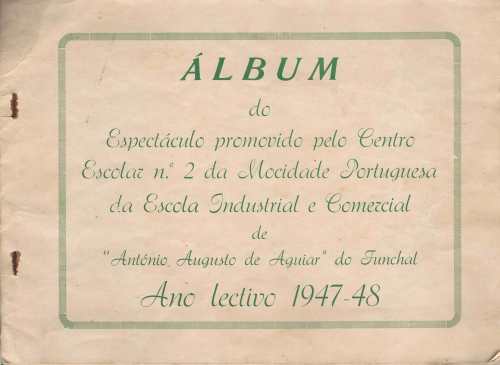 ÁLBUM
do
Espectáculo promovido pelo Centro
Escolar n.º 2 da Mocidade Portuguesa
da Escola Industrial e Comercial
de
"António Augusto de Aguiar" do Funchal
Ano lectivo 1947-48